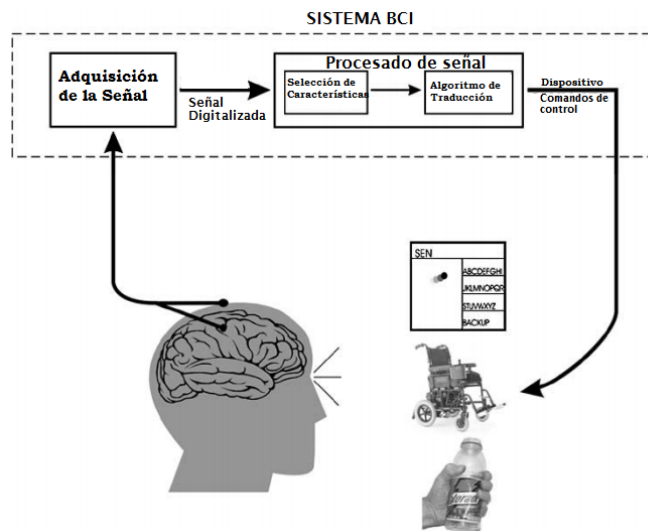 SISTEMA BCI
Adquisición
de la Señal
Señal
Digitalizada
Procesado de señal
Selección de
Características
Algoritmo de
Traducción
Dispositivo
Comandos de
control
SEN
ABCDEFGHI
JKLMNOPQR
STUVWXYZ
BACKUP